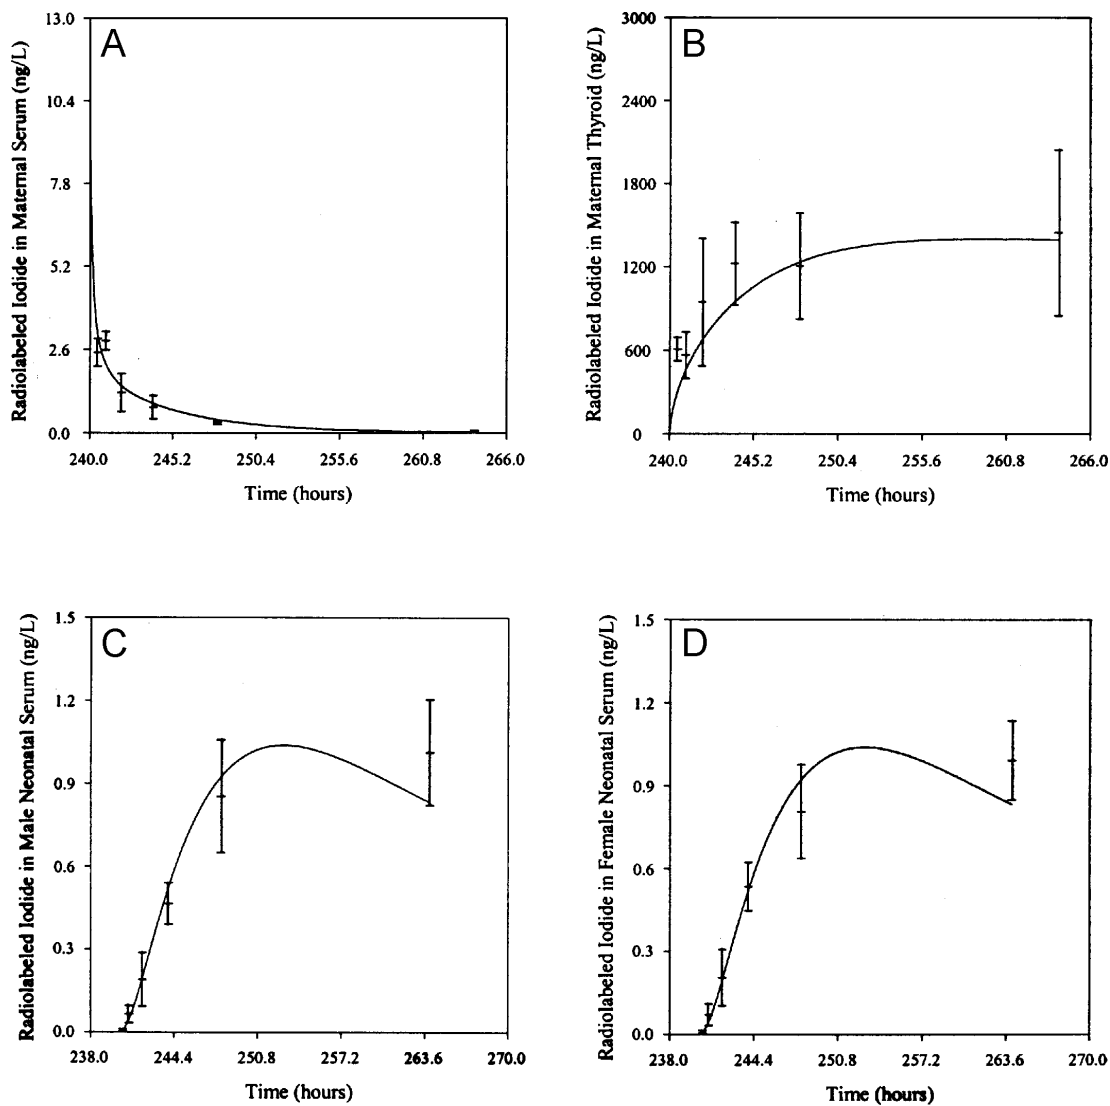 A
Radiolabeled Iodide in Maternal Serum (ng/L)
13.0
10.4
7.8
5.2
2.6
0.0
240.0 245.2 250.4 255.6 260.8 266.0
Time (hours)
B
Radiolabeled Iodide in Maternal Thyroid (ng/L)
3000
2400
1800
1200
600
0
240.0 245.2 250.4 255.6 260.8 266.0
Time (hours)
C
Radiolabeled Iodide in Male Neonatal Serum (ng/L)
1.5
1.2
0.9
0.6
0.3
0.0
238.0 244.4 250.8 257.2 263.6 270.0
Time (hours)
D
Radiolabeled Iodide in Female Neonatal Serum (ng/L)
1.5
1.2
0.9
0.6
0.3
0.0
238.0 244.4 250.8 257.2 263.6 270.0
Time (hours)